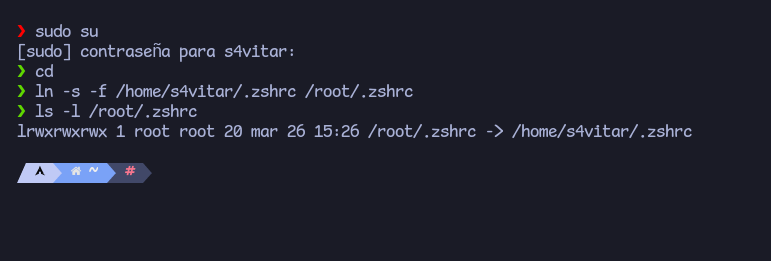 ❯ sudo su
[sudo] contraseña para s4vitar:
❯ cd
❯ ln -s -f /home/s4vitar/.zshrc /root/.zshrc
❯ ls -l /root/.zshrc
lrwxrwxrwx 1 root root 20 mar 26 15:26 /root/.zshrc -> /home/s4vitar/.zshrc
~ #